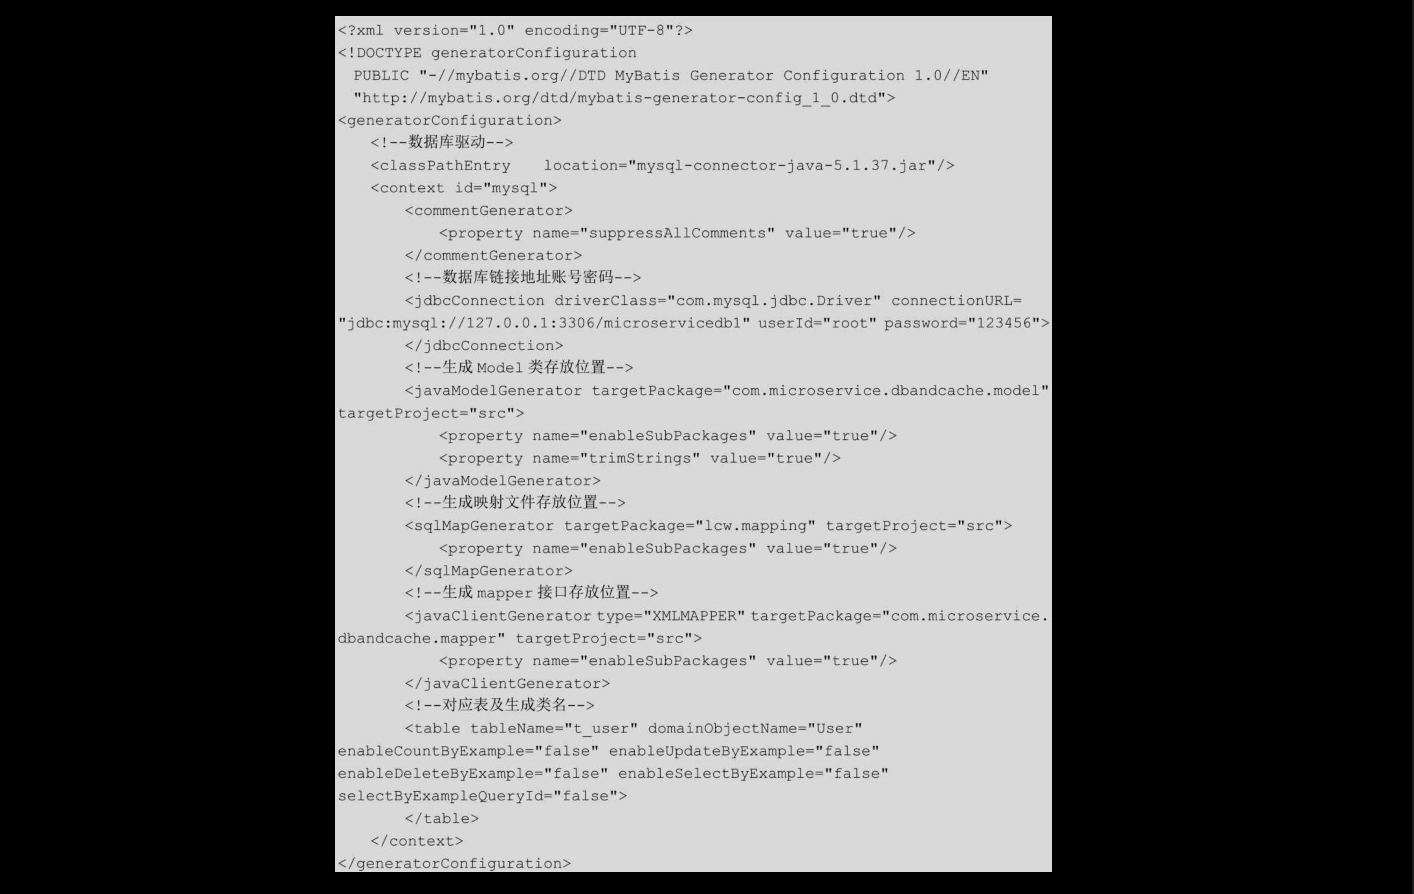 <?xml version="1.0" encoding="UTF-8"?>
<!DOCTYPE generatorConfiguration
PUBLIC "-//mybatis.org//DTD MyBatis Generator Configuration 1.0//EN"
"http://mybatis.org/dtd/mybatis-generator-config_1_0.dtd">
<generatorConfiguration>
<!--数据库驱动-->
<classPathEntry location="mysql-connector-java-5.1.37.jar"/>
<context id="mysql">
<commentGenerator>
<property name="suppressAllComments" value="true"/>
</commentGenerator>
<!--数据库链接地址账号密码-->
<jdbcConnection driverClass="com.mysql.jdbc.Driver" connectionURL=
"jdbc:mysql://127.0.0.1:3306/microservicedb1" userId="root" password="123456">
</jdbcConnection>
<!--生成 Model 类存放位置-->
<javaModelGenerator targetPackage="com.microservice.dbandcache.model"
targetProject="src">
<property name="enableSubPackages" value="true"/>
<property name="trimStrings" value="true"/>
</javaModelGenerator>
<!--生成映射文件存放位置-->
<sqlMapGenerator targetPackage="lcw.mapping" targetProject="src">
<property name="enableSubPackages" value="true"/>
</sqlMapGenerator>
<!--生成 mapper 接口存放位置-->
<javaClientGenerator type="XMLMAPPER" targetPackage="com.microservice.
dbandcache.mapper" targetProject="src">
<property name="enableSubPackages" value="true"/>
</javaClientGenerator>
<!--对应表及生成类名-->
<table tableName="t_user" domainObjectName="User"
enableCountByExample="false" enableUpdateByExample="false"
enableDeleteByExample="false" enableSelectByExample="false"
selectByExampleQueryId="false">
</table>
</context>
</generatorConfiguration>